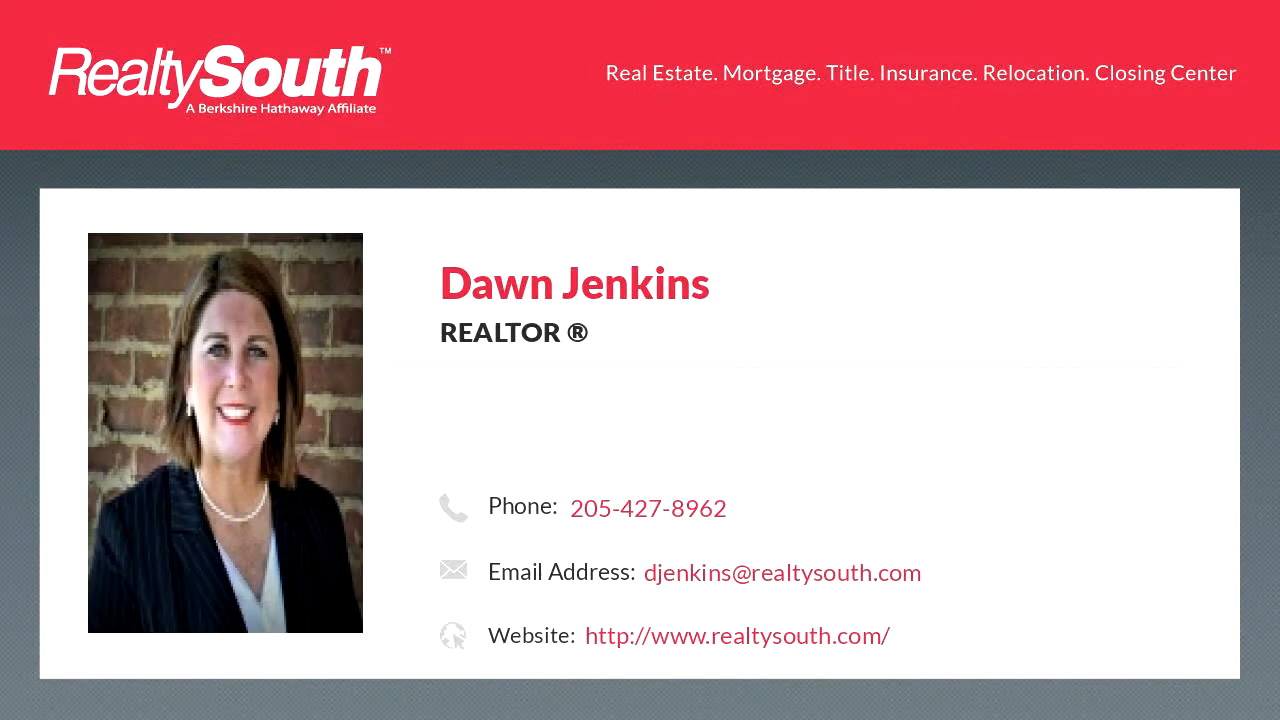 RealtySouth™
A Berkshire Hathaway Affiliate
Real Estate. Mortgage. Title. Insurance. Relocation. Closing Center
Dawn Jenkins
REALTOR ®
Phone: 205-427-8962
Email Address: djenkins@realtysouth.com
Website: http://www.realtysouth.com/